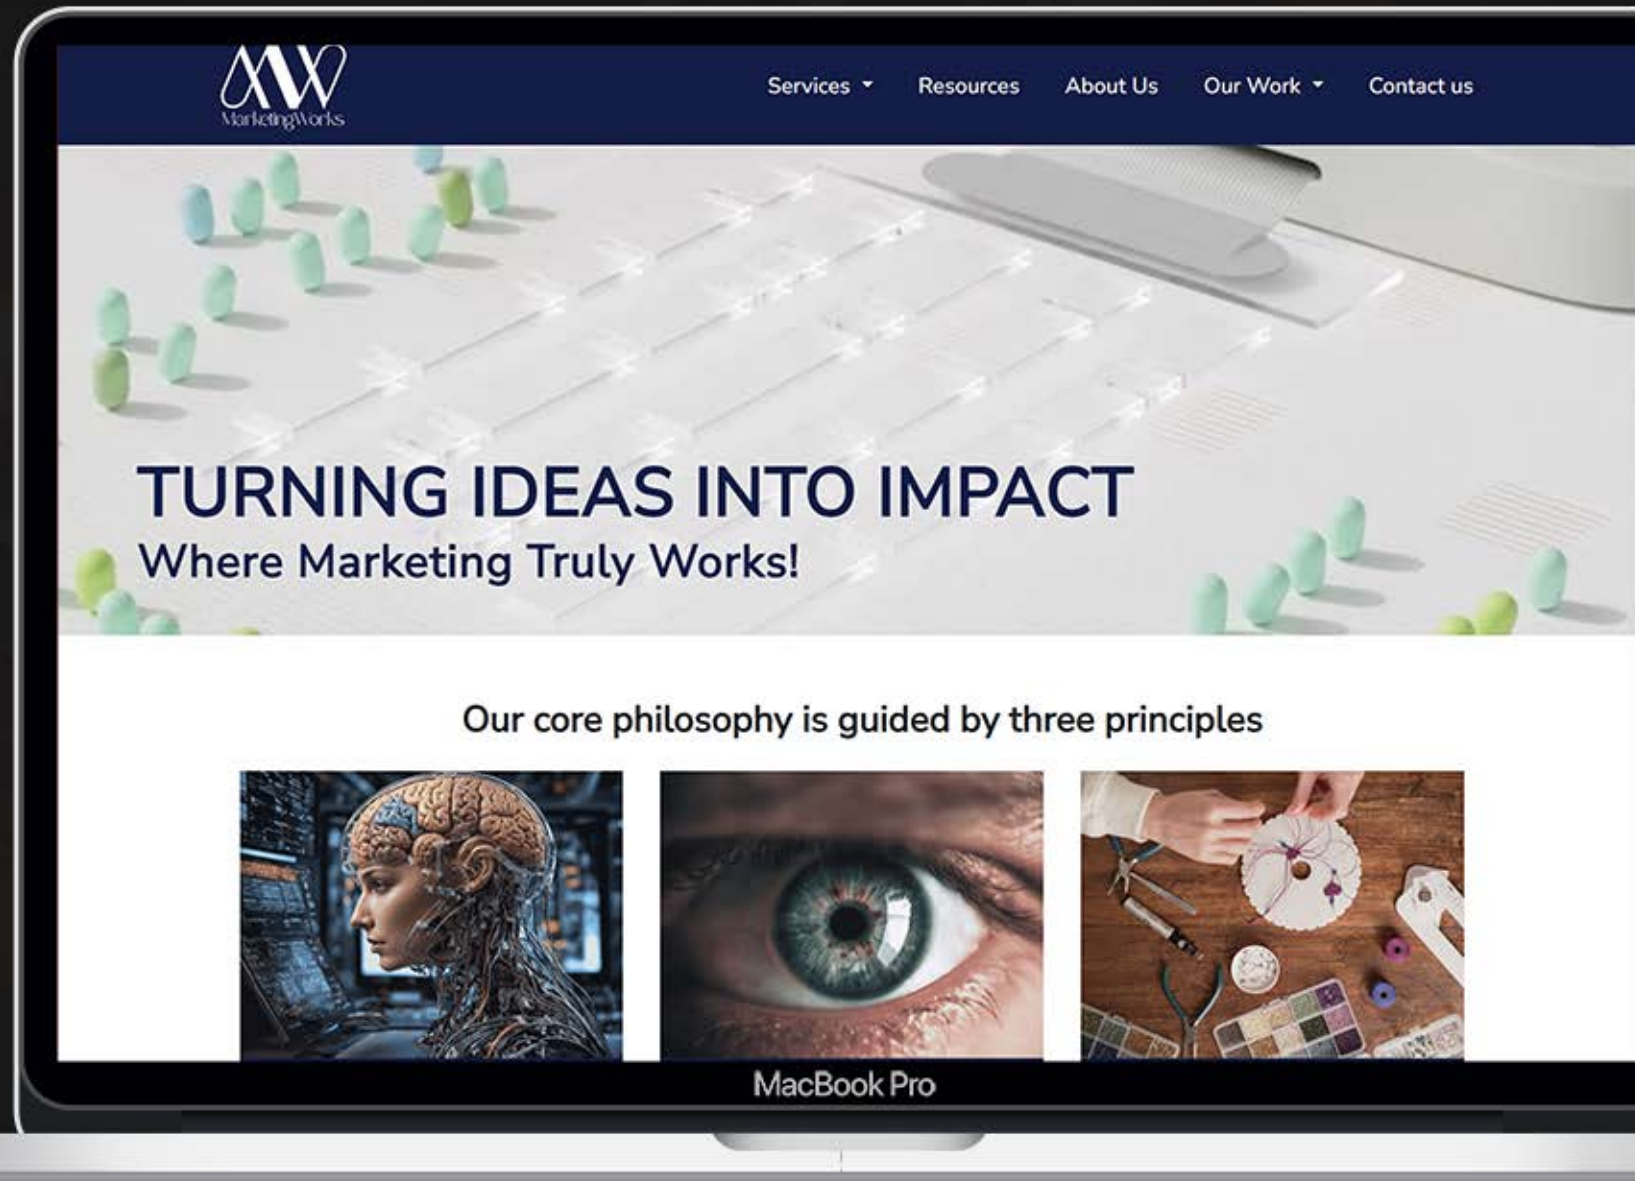 MW
MarketingWorks
Services
Resources
About Us
Our Work
Contact us
TURNING IDEAS INTO IMPACT
Where Marketing Truly Works!
Our core philosophy is guided by three principles
MacBook Pro